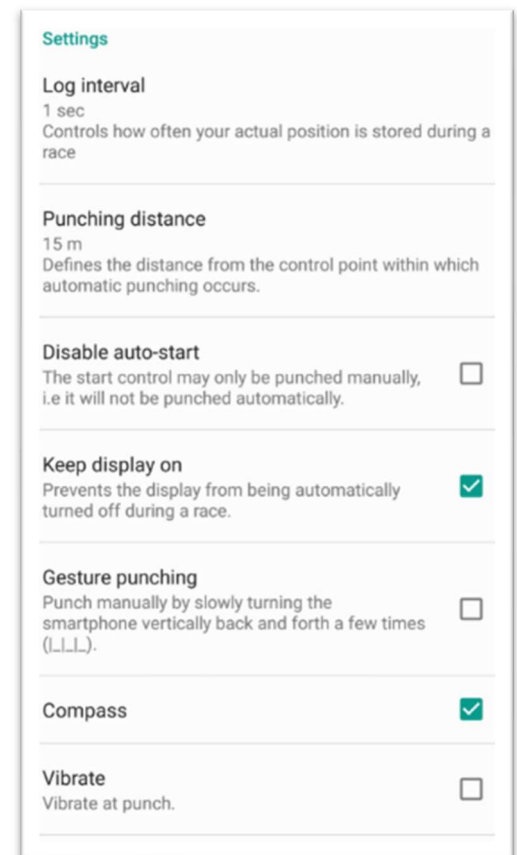 Settings
Log interval
1 sec
Controls how often your actual position is stored during a
race
Punching distance
15 m
Defines the distance from the control point within which
automatic punching occurs.
Disable auto-start
The start control may only be punched manually,
i.e it will not be punched automatically.
Keep display on
Prevents the display from being automatically
turned off during a race.
Gesture punching
Punch manually by slowly turning the
smartphone vertically back and forth a few times
(|_|_|_).
Compass
Vibrate
Vibrate at punch.